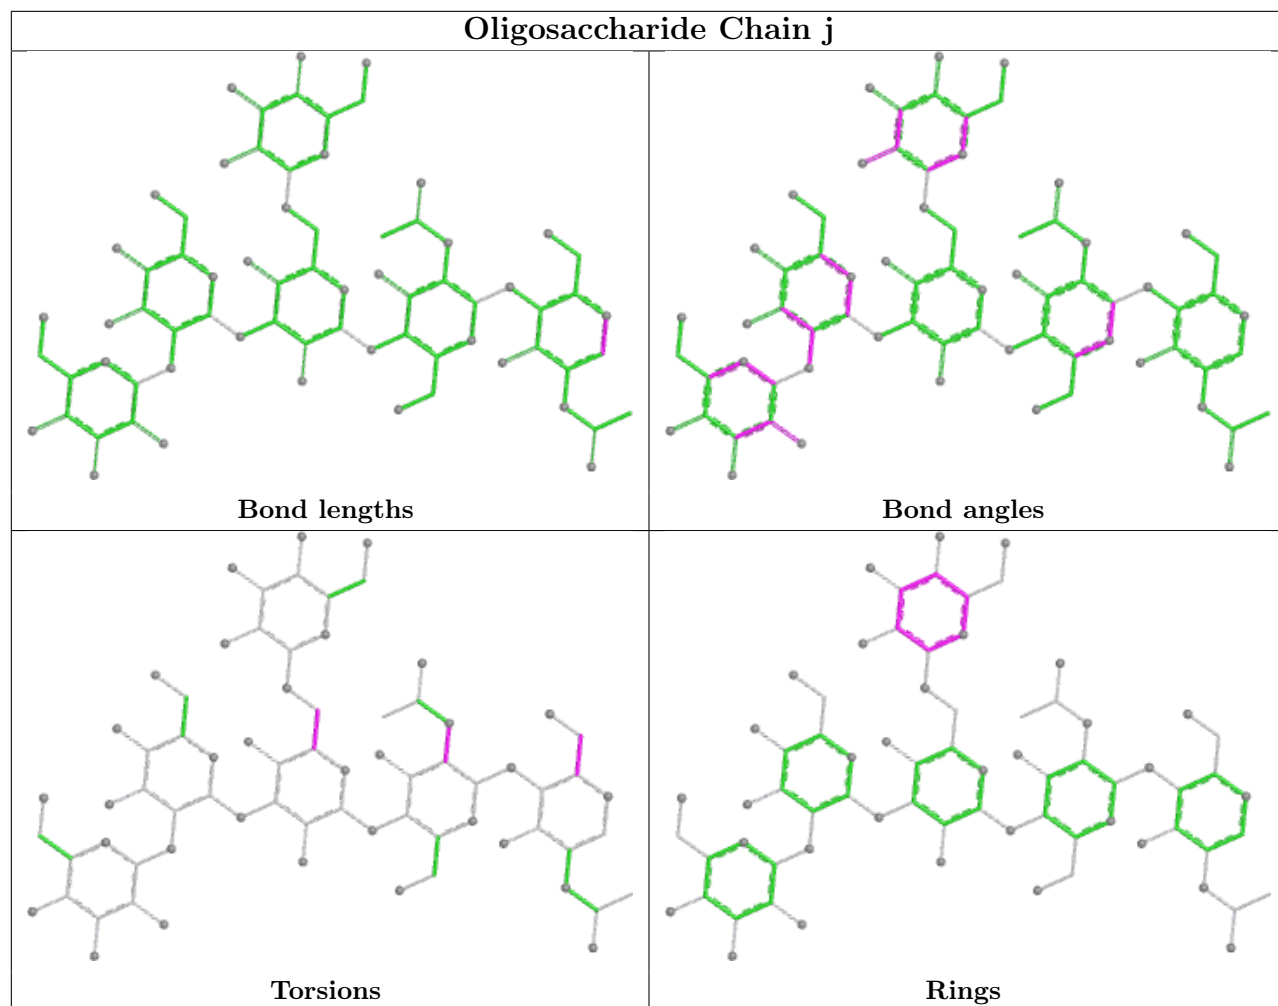 Oligosaccharide Chain j
Bond lengths
Bond angles
Torsions
Rings